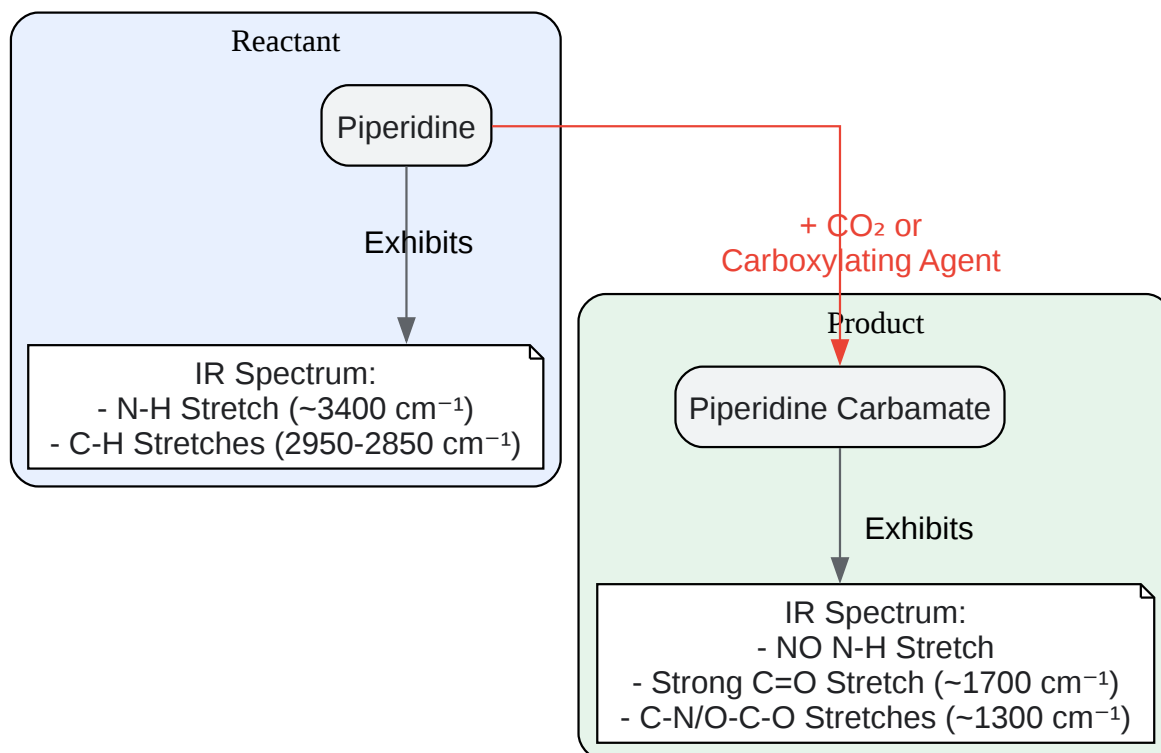 Reactant
Piperidine
Exhibits
IR Spectrum:
- N-H Stretch (~3400 cm⁻¹)
- C-H Stretches (2950-2850 cm⁻¹)
+ CO₂ or
Carboxylating Agent
Product
Piperidine Carbamate
Exhibits
IR Spectrum:
- NO N-H Stretch
- Strong C=O Stretch (~1700 cm⁻¹)
- C-N/O-C-O Stretches (~1300 cm⁻¹)